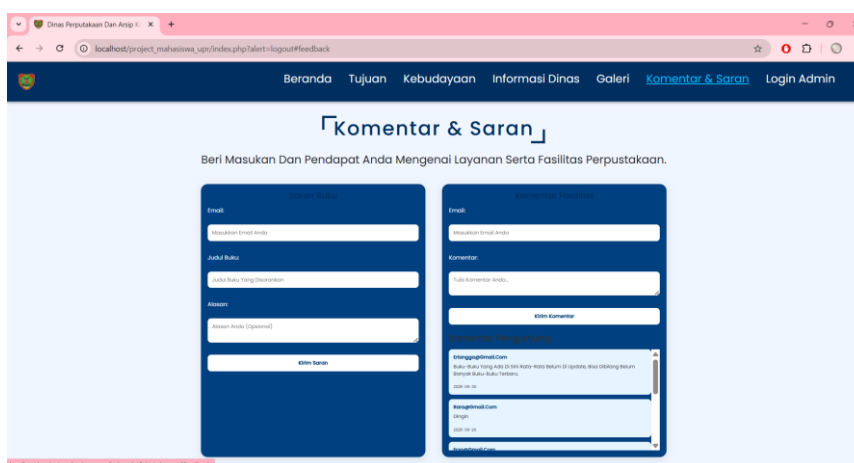 Dinas Perputakaan Dan Arsip K
localhost/project_mahasiswa_upr/index.php?alert=logout#feedback
Beranda Tujuan Kebudayaan Informasi Dinas Galeri Komentar & Saran Login Admin
Komentar & Saran
Beri Masukan Dan Pendapat Anda Mengenai Layanan Serta Fasilitas Perpustakaan.
Saran Buku
Email:
Masukkan Email Anda
Judul Buku:
Judul Buku Yang Disarankan
Alasan:
Alasan Anda (Opsional)
Kirim Saran
Komentar Fasilitas
Email:
Masukkan Email Anda
Komentar:
Tulis Komentar Anda...
Kirim Komentar
Erlangga@Gmail.Com
Buku-Buku Yang Ada Di Sini Rata-Rata Belum Di Update, Bisa Dibilang Belum
Banyak Buku-Buku Terbaru.
Rara@Gmail.Com
Dingin